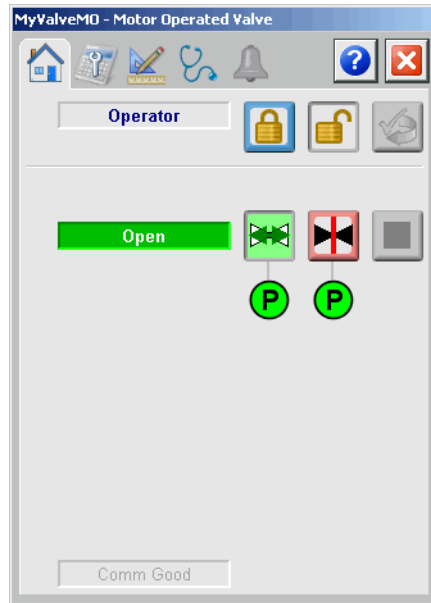 MyValveMO - Motor Operated Valve
?
Operator
Open
P P
Comm Good